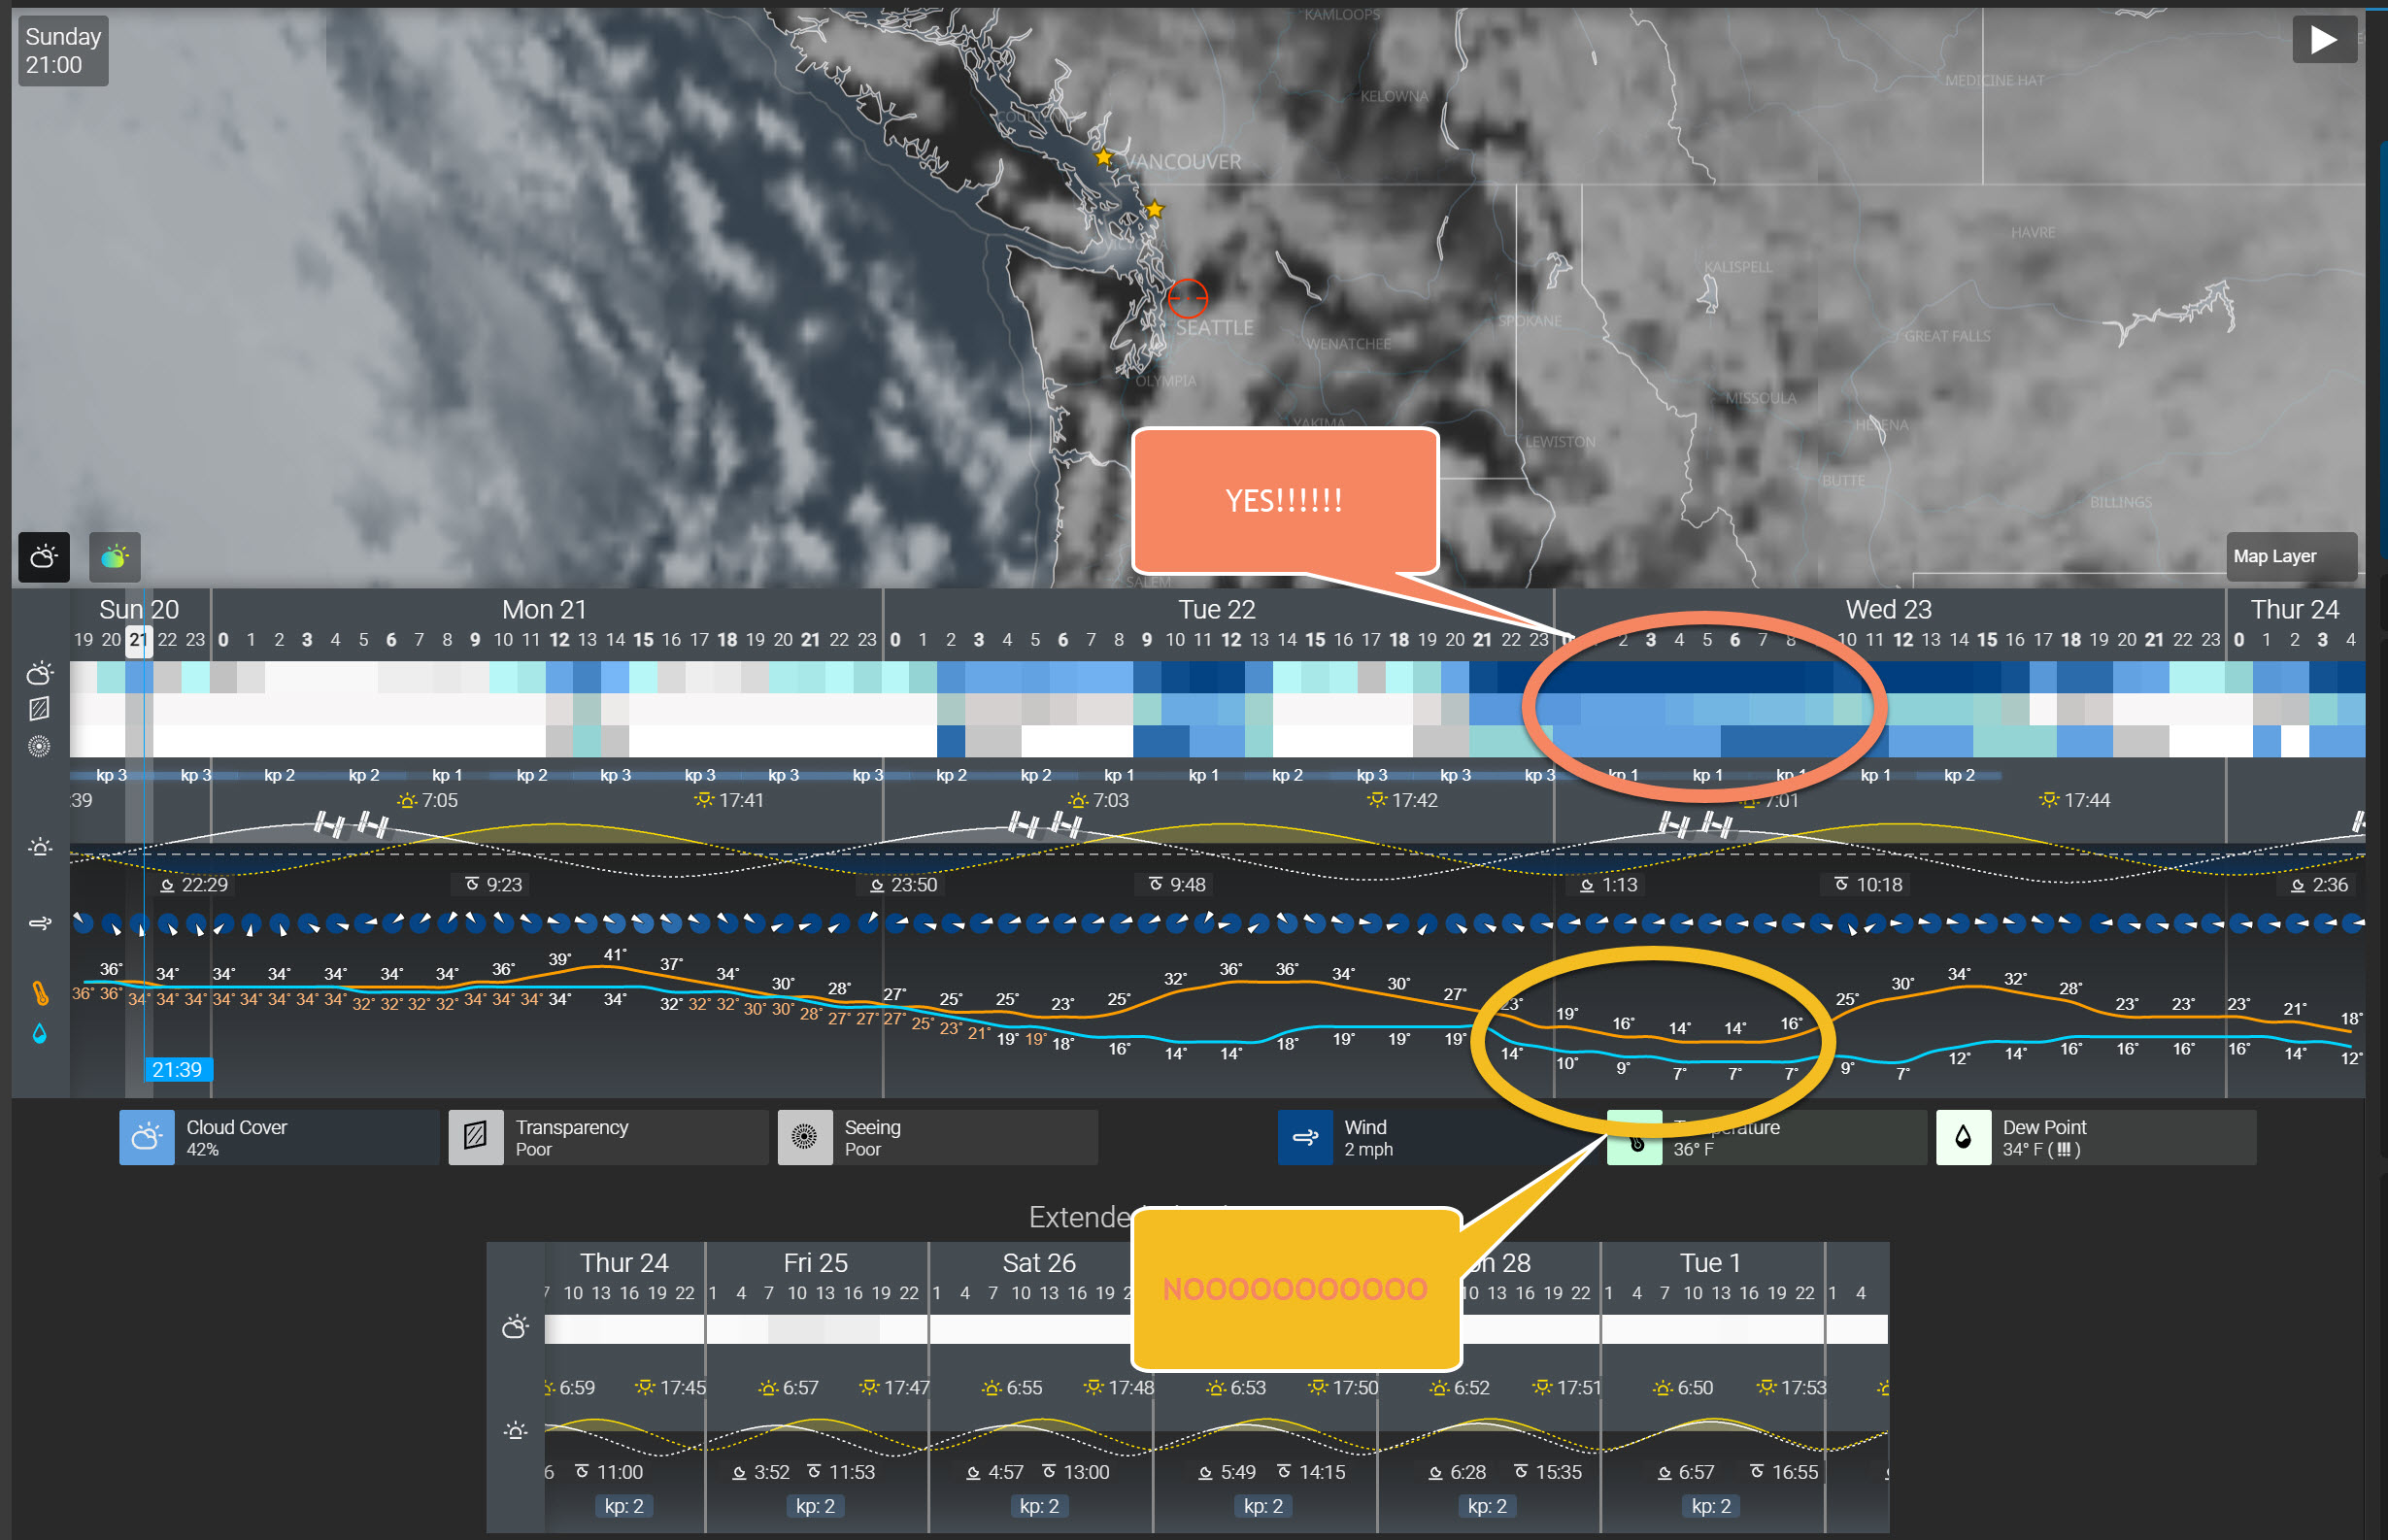 Sunday
21:00
KAMLOOPS
MEDICINE HAT
KELOWNA
VANCOUVER
HAVRE
KALISPELL
SEATTLE
SPOKANE
WENATCHEE
GREAT FALLS
OLYMPIA
MISSOULA
YAKIMA
HELENA
LEWISTON
BUTTE
BILLINGS
SALEM
YES!!!!!!
Map Layer
Sun 20 Mon 21 Tue 22 Wed 23 Thur 24
19 20 21 22 23 0 1 2 3 4 5 6 7 8 9 10 11 12 13 14 15 16 17 18 19 20 21 22 23 0 1 2 3 4 5 6 7 8 9 10 11 12 13 14 15 16 17 18 19 20 21 22 23 2 3 4 5 6 7 8 10 11 12 13 14 15 16 17 18 19 20 21 22 23 0 1 2 3 4
kp 3 kp 3 kp 2 kp 2 kp 1 kp 2 kp 3 kp 3 kp 3 kp 3 kp 2 kp 2 kp 1 kp 1 kp 2 kp 3 kp 3 kp 3 kp 1 kp 1 kp 1 kp 1 kp 2
:39 7:05 17:41 7:03 17:42 7:01 17:44
22:29 9:23 23:50 9:48 1:13 10:18 2:36
36° 34° 34° 34° 34° 34° 34° 36° 39° 41° 37° 34° 30° 28° 27° 25° 25° 23° 25° 32° 36° 36° 34° 30° 27° 23° 19° 16° 14° 14° 16° 25° 30° 34° 32° 28° 23° 23° 23° 21° 18°
36° 36° 34° 34° 34° 34° 34° 34° 34° 34° 32° 32° 32° 32° 34° 34° 34° 34° 34° 32° 32° 32° 30° 30° 28° 27° 27° 27° 25° 23° 21° 19° 19° 18° 16° 14° 14° 18° 19° 19° 19° 14° 10° 9° 7° 7° 7° 9° 7° 12° 16° 16° 16° 16° 14° 12°
21:39
Cloud Cover
42%
Transparency
Poor
Seeing
Poor
Wind
2 mph
Temperature
36° F
Dew Point
34° F ( !!! )
Extende
NOOOOOOOOOOO
Thur 24 Fri 25 Sat 26 on 28 Tue 1
7 10 13 16 19 22 1 4 7 10 13 16 19 22 1 4 7 10 13 16 19 2 10 13 16 19 22 1 4 7 10 13 16 19 22 1 4
6:59 17:45 6:57 17:47 6:55 17:48 6:53 17:50 6:52 17:51 6:50 17:53
6 11:00 3:52 11:53 4:57 13:00 5:49 14:15 6:28 15:35 6:57 16:55
kp: 2 kp: 2 kp: 2 kp: 2 kp: 2 kp: 2